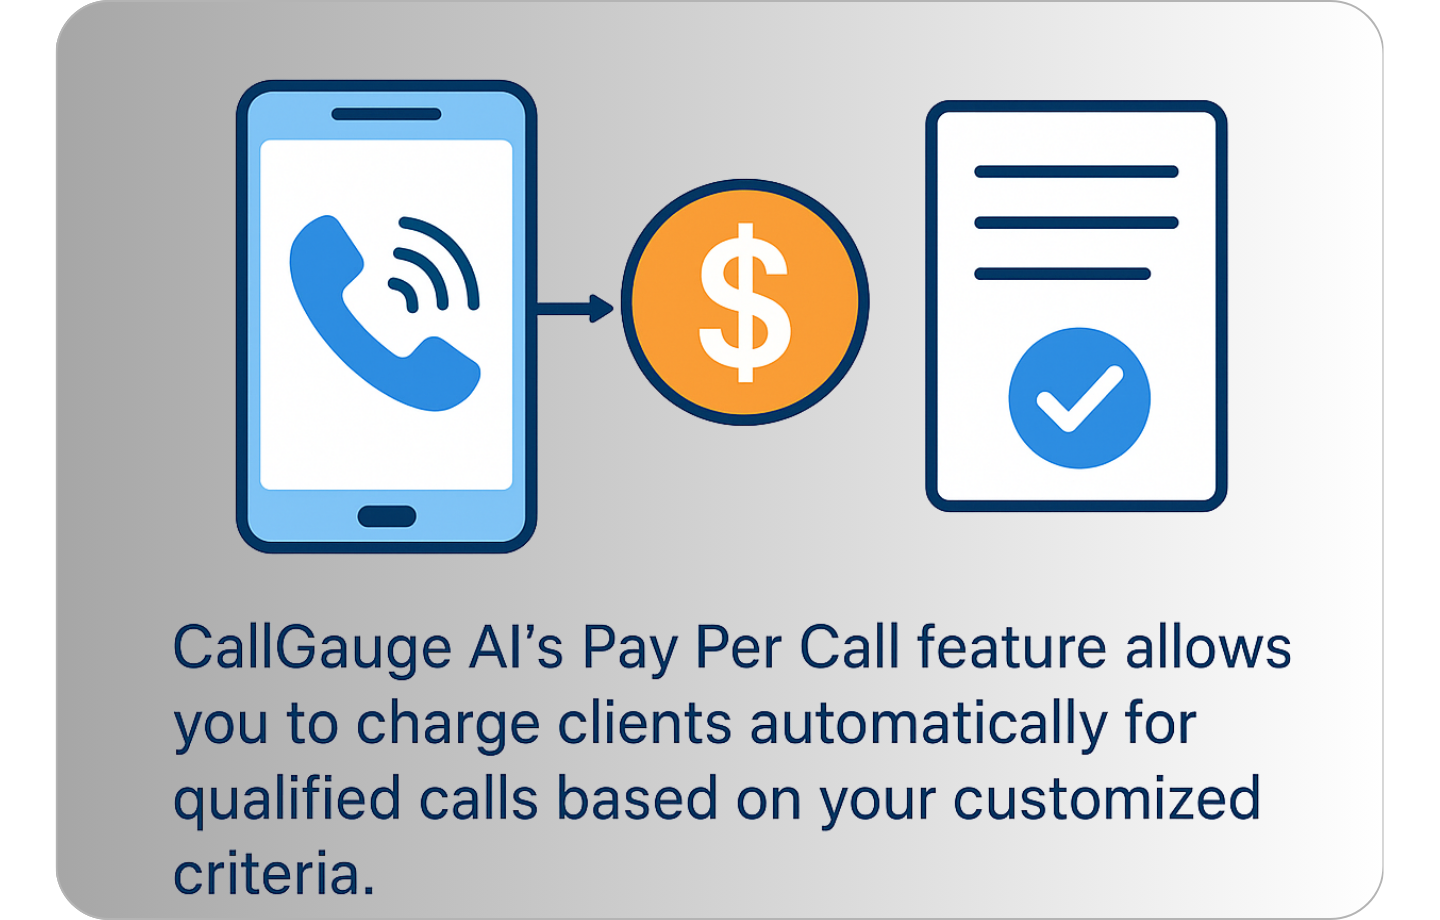 $
CallGauge AI’s Pay Per Call feature allows
you to charge clients automatically for
qualified calls based on your customized
criteria.